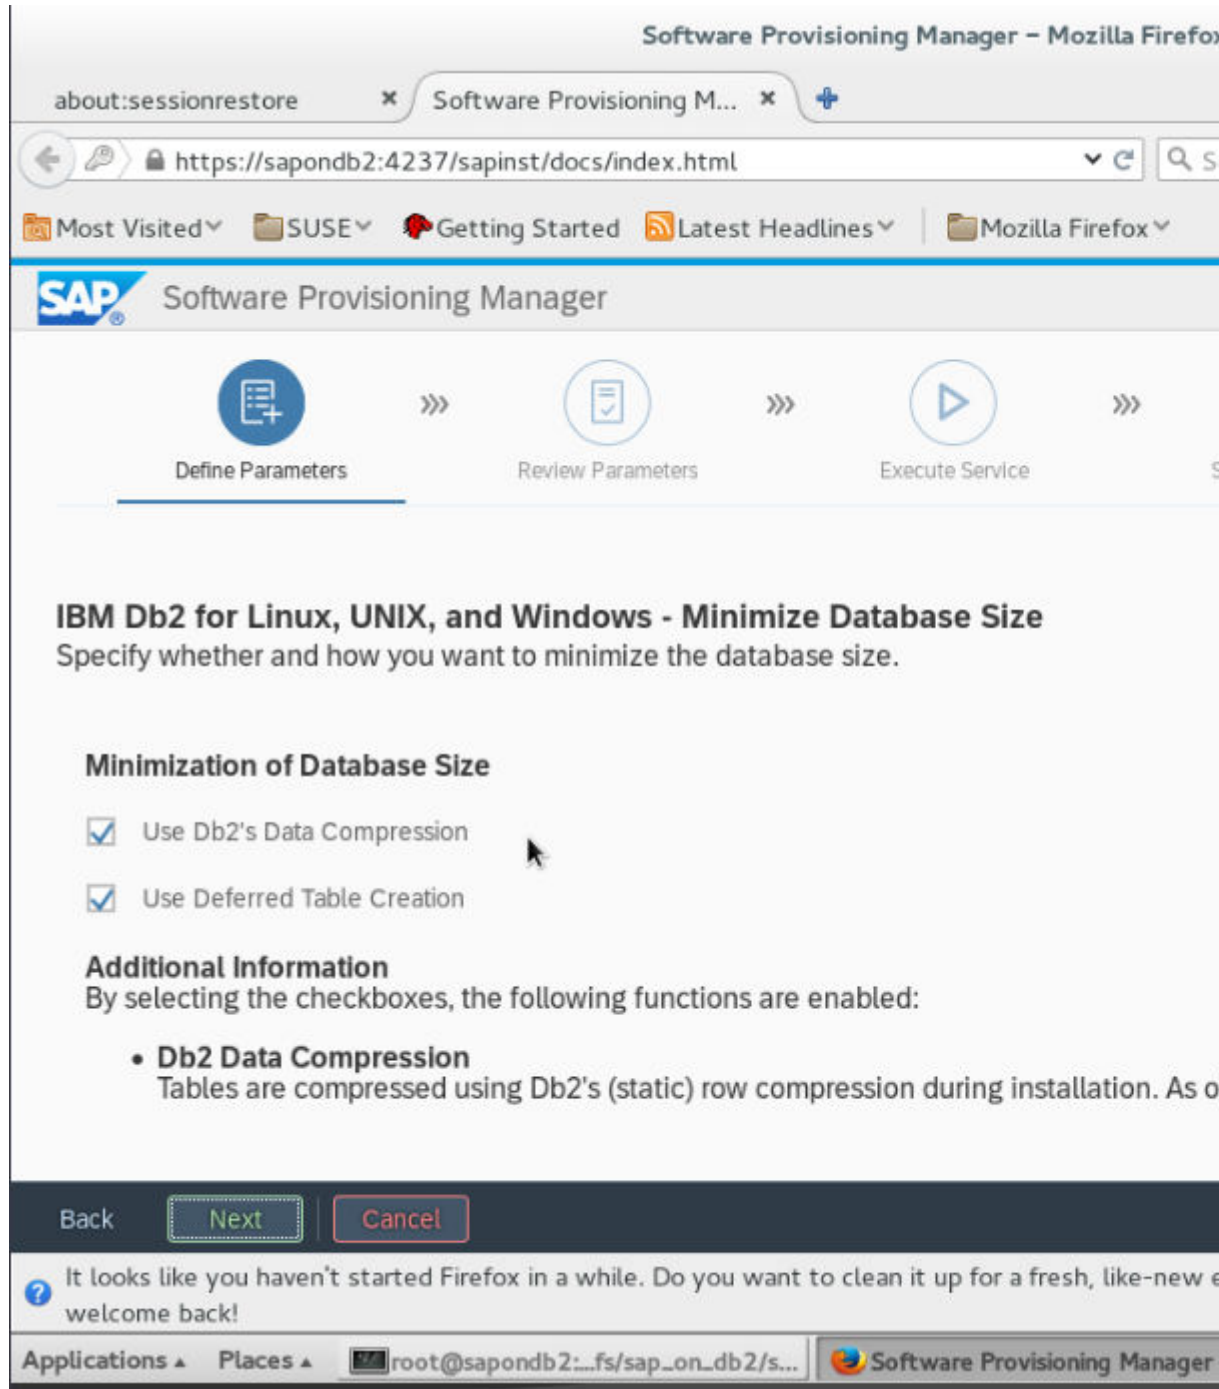 Software Provisioning Manager – Mozilla Firefox
about:sessionrestore
Software Provisioning M...
https://sapondb2:4237/sapinst/docs/index.html
S
Most Visited
SUSE
Getting Started
Latest Headlines
Mozilla Firefox
SAP® Software Provisioning Manager
Define Parameters
Review Parameters
Execute Service
S
IBM Db2 for Linux, UNIX, and Windows - Minimize Database Size
Specify whether and how you want to minimize the database size.
Minimization of Database Size
Use Db2's Data Compression
Use Deferred Table Creation
Additional Information
By selecting the checkboxes, the following functions are enabled:
• Db2 Data Compression
Tables are compressed using Db2's (static) row compression during installation. As o
Back
Next
Cancel
It looks like you haven't started Firefox in a while. Do you want to clean it up for a fresh, like-new e
welcome back!
Applications
Places
root@sapondb2:...fs/sap_on_db2/s...
Software Provisioning Manager